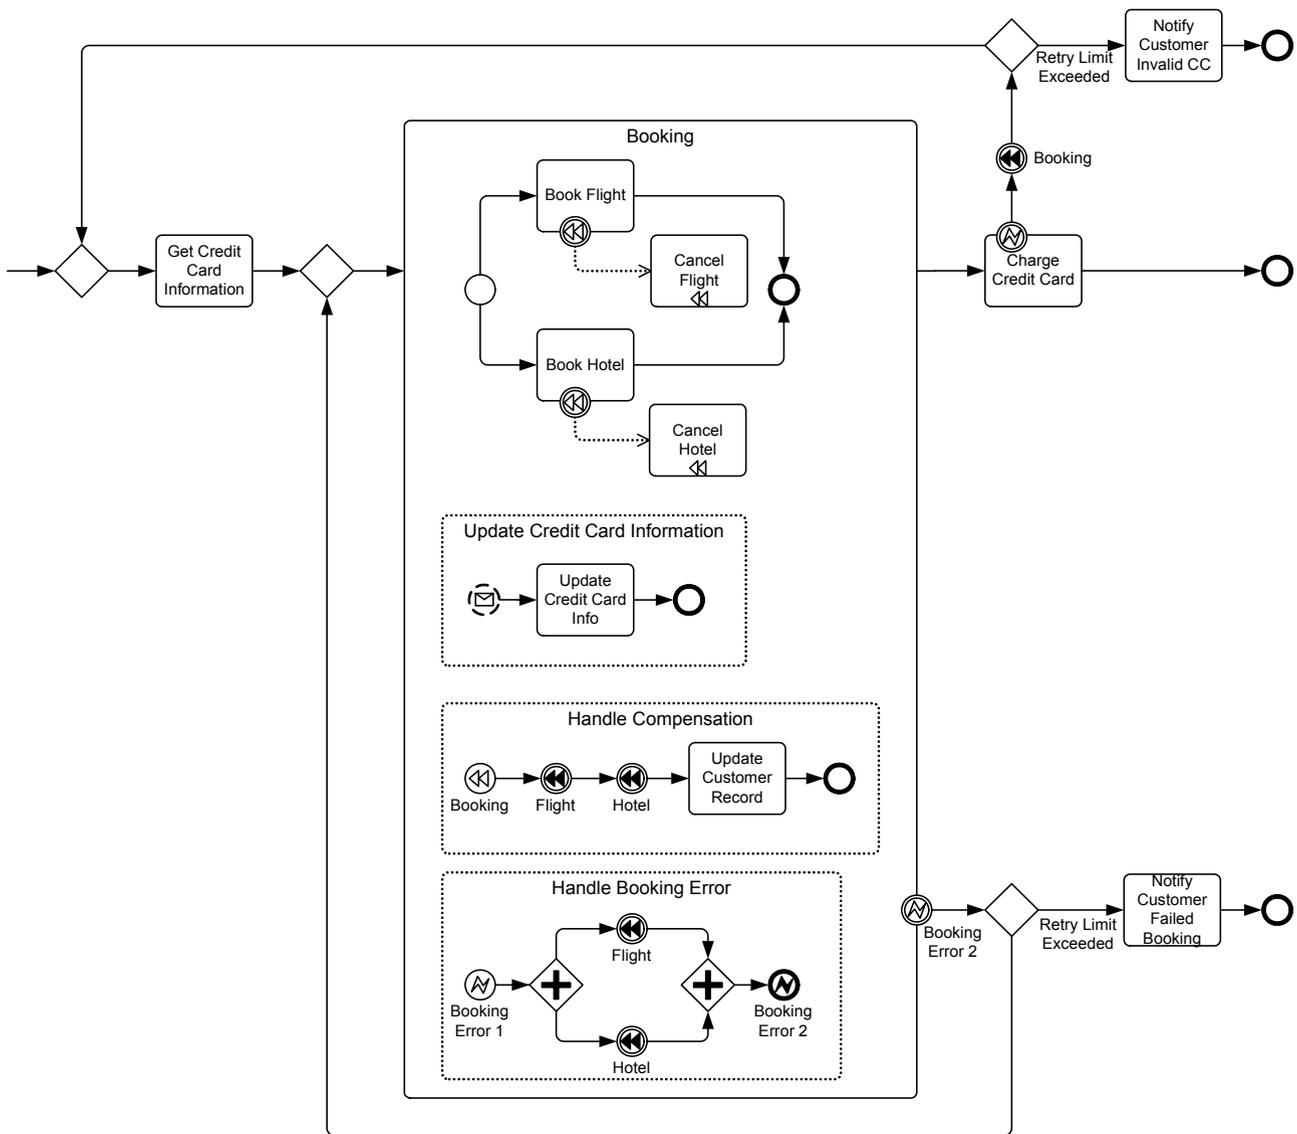 Notify
Customer
Invalid CC
Retry Limit
Exceeded
Booking
Booking
Book Flight
Get Credit
Card
Information
Cancel
Flight
Charge
Credit Card
Book Hotel
Cancel
Hotel
Update Credit Card Information
Update
Credit Card
Info
Handle Compensation
Update
Customer
Record
Booking
Flight
Hotel
Handle Booking Error
Flight
Booking
Error 1
Booking
Error 2
Hotel
Booking
Error 2
Retry Limit
Exceeded
Notify
Customer
Failed
Booking